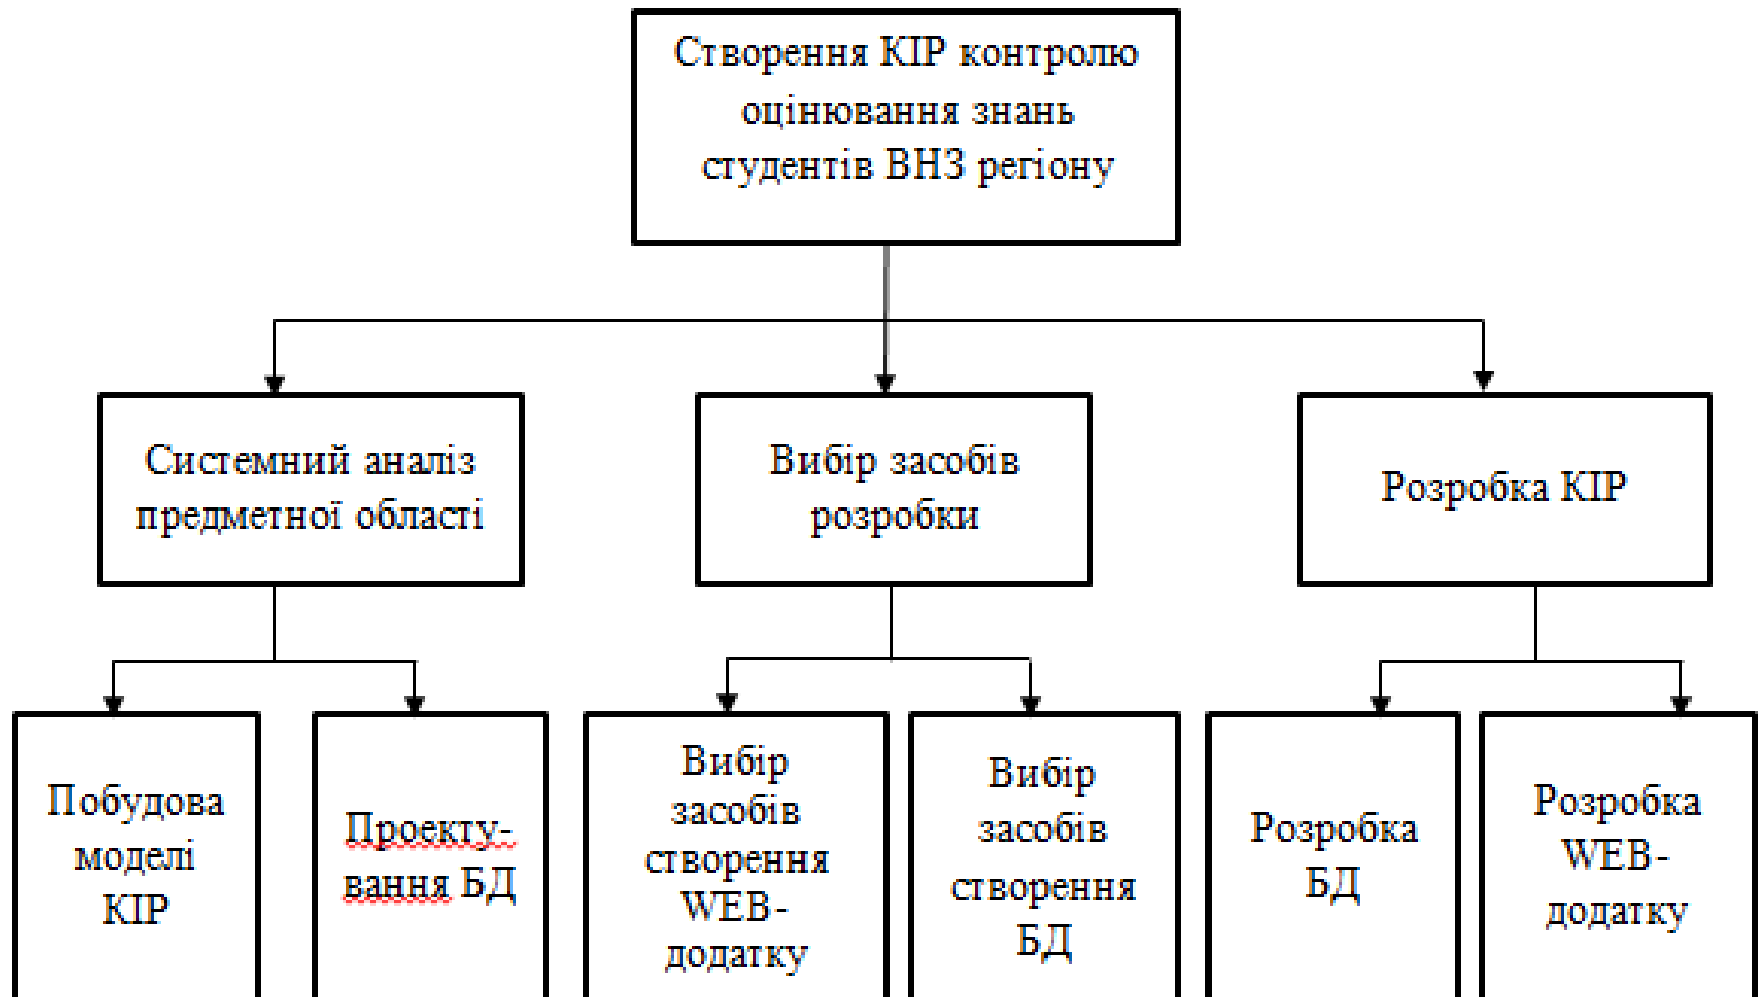 Створення КІР контролю
оцінювання знань
студентів ВНЗ регіону
Системний аналіз
предметної області
Вибір засобів
розробки
Розробка КІР
Побудова
моделі
КІР
Проекту-
вання БД
Вибір
засобів
створення
WEB-
додатку
Вибір
засобів
створення
БД
Розробка
БД
Розробка
WEB-
додатку